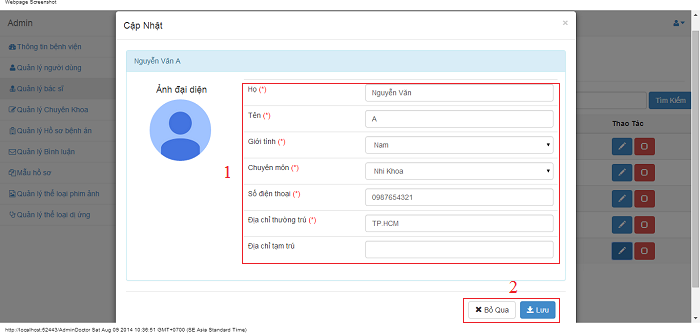 Webpage Screenshot
Admin
Cập Nhật
×
Thông tin bệnh viên
Nguyễn Văn A
Quản lý người dùng
Ảnh đại diện
Họ (*)
Nguyễn Văn
Quản lý bác sĩ
Tìm Kiếm
Tên (*)
A
Quản lý Chuyên Khoa
Thao Tác
Quản lý Hồ sơ bệnh án
Giới tính (*)
Nam
Quản lý Bình luận
1
Chuyên môn (*)
Nhi Khoa
Mẫu hồ sơ
Quản lý thể loại phim ảnh
Số điện thoại (*)
0987654321
Quản lý thể loại dị ứng
Địa chỉ thường trú (*)
TP.HCM
Địa chỉ tạm trú
2
Bỏ Qua
Lưu
http://localhost:52443/AdminDoctor Sat Aug 09 2014 10:36:51 GMT+0700 (SE Asia Standard Time)